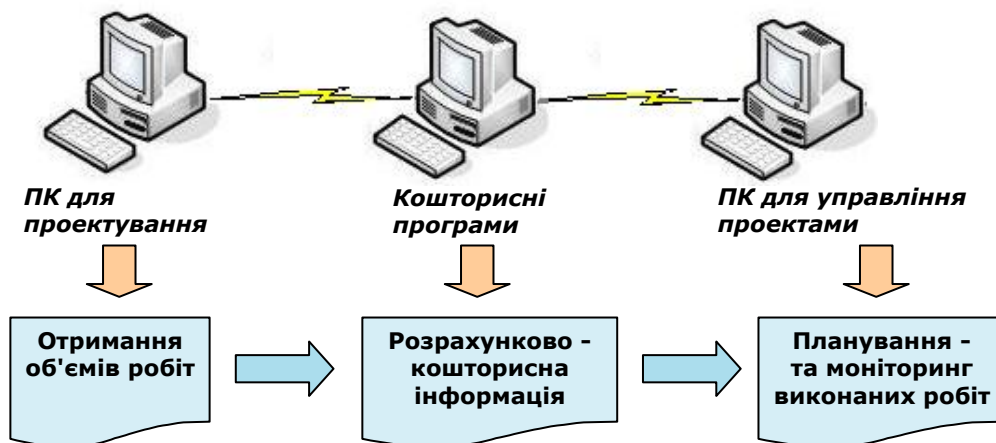 ПК для
проектування
Кошторисні
програми
ПК для управління
проектами
Отримання
об'ємів робіт
Розрахунково -
кошторисна
інформація
Планування -
та моніторинг
виконаних робіт